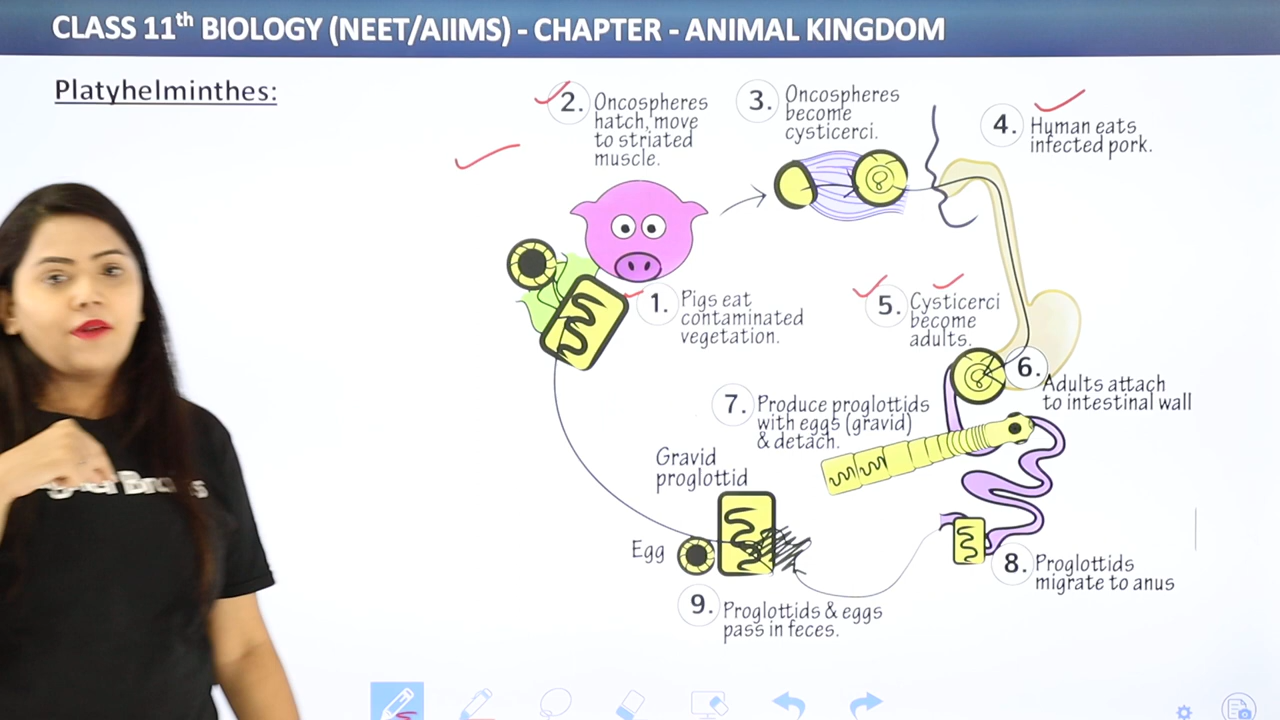 CLASS 11th BIOLOGY (NEET/AIIMS) - CHAPTER - ANIMAL KINGDOM
Platyhelminthes:
2. Oncospheres
hatch, move
to striated
muscle.
3. Oncospheres
become
cysticerci.
4. Human eats
infected pork.
1. Pigs eat
contaminated
vegetation.
5. Cysticerci
become
adults.
6. Adults attach
to intestinal wall
7. Produce proglottids
with eggs (gravid)
& detach.
Gravid
proglottid
Egg
8. Proglottids
migrate to anus
9. Proglottids & eggs
pass in feces.